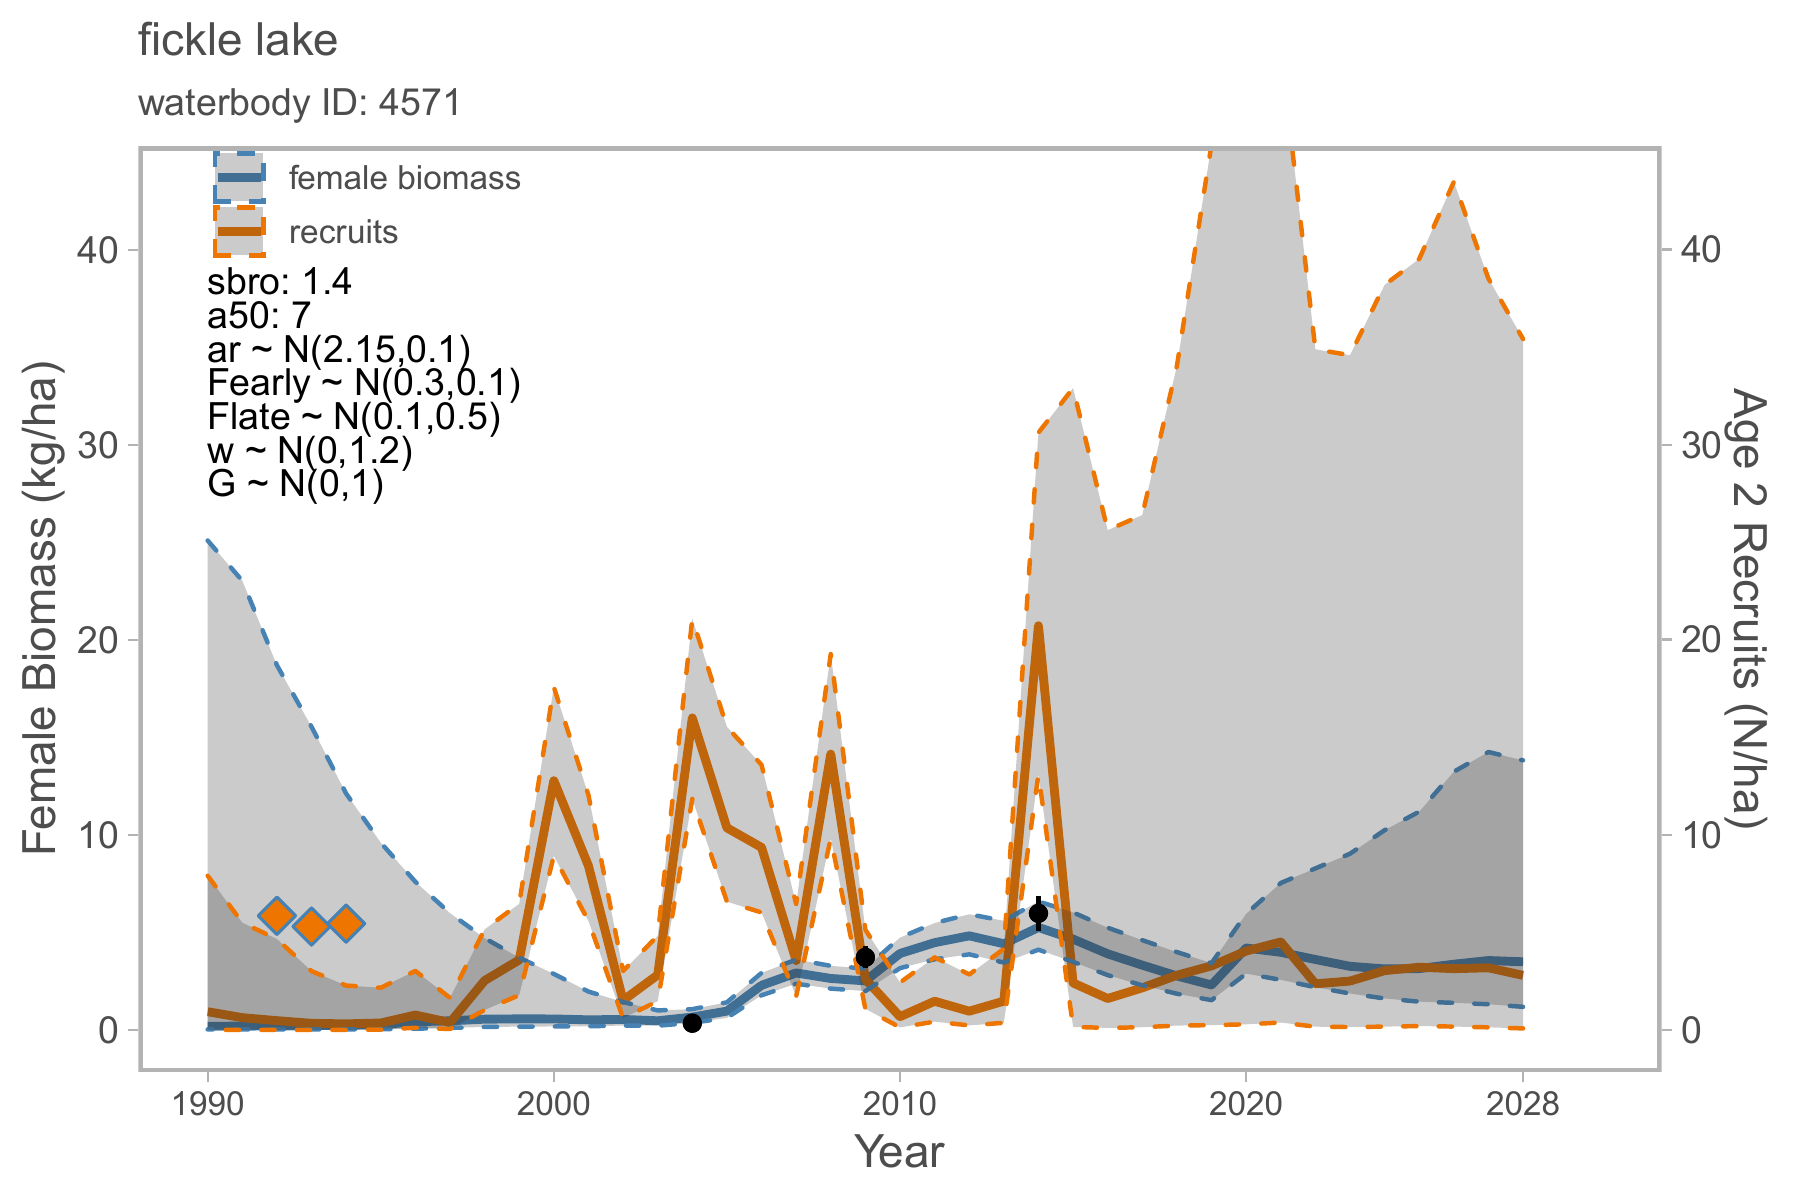 fickle lake
waterbody ID: 4571
female biomass
recruits
sbro: 1.4
a50: 7
ar ~ N(2.15,0.1)
Fearly ~ N(0.3,0.1)
Flate ~ N(0.1,0.5)
w ~ N(0,1.2)
G ~ N(0,1)
Female Biomass (kg/ha)
40
30
20
10
0
40
30
20
10
0
Age 2 Recruits (N/ha)
1990
2000
2010
2020
2028
Year